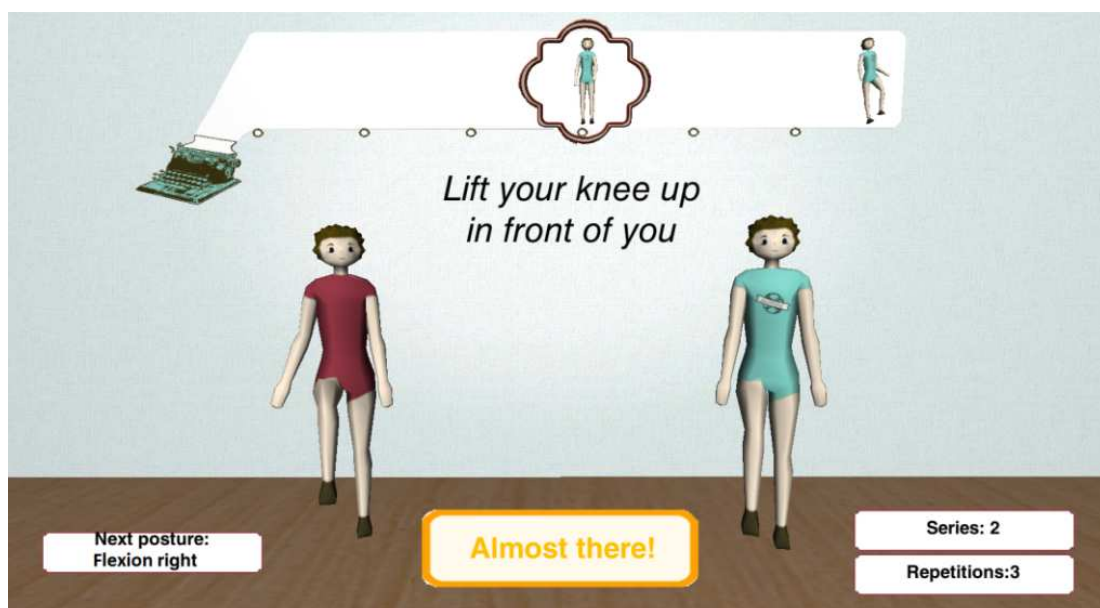 Lift your knee up
in front of you
Next posture:
Flexion right
Almost there!
Series: 2
Repetitions:3